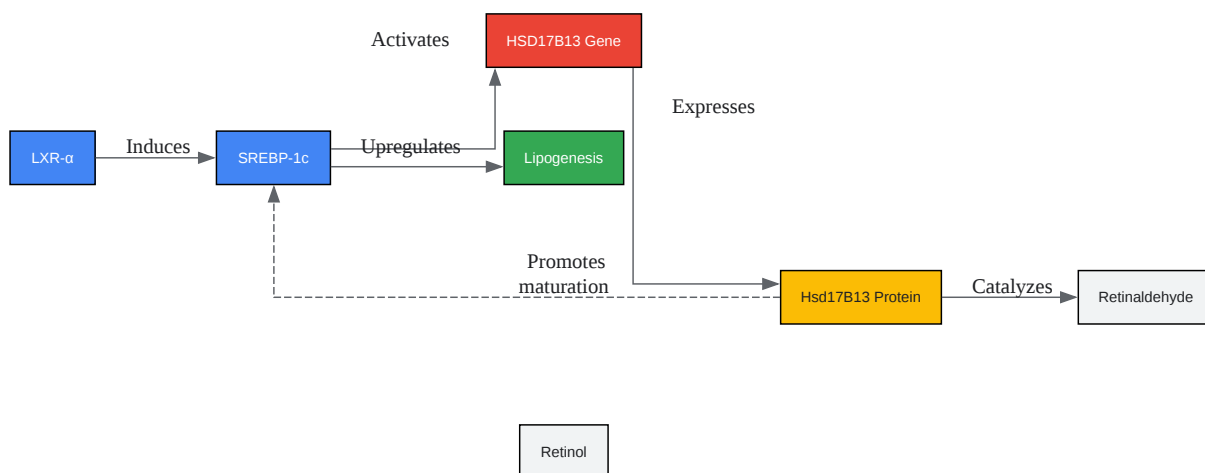 Activates
HSD17B13 Gene
Expresses
LXR-α
Induces
SREBP-1c
Upregulates
Lipogenesis
Promotes
maturation
Hsd17B13 Protein
Catalyzes
Retinaldehyde
Retinol